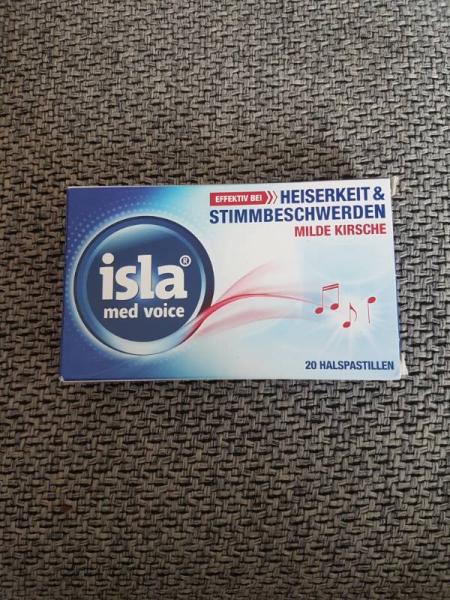 EFFEKTIV BEI
HEISERKEIT &
STIMMBESCHWERDEN
MILDE KIRSCHE
isla®
med voice
20 HALSPASTILLEN